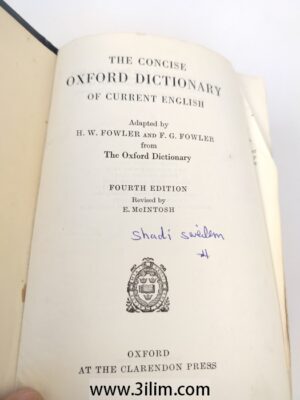 THE CONCISE
OXFORD DICTIONARY
OF CURRENT ENGLISH
Adapted by
H. W. FOWLER AND F. G. FOWLER
from
The Oxford Dictionary
FOURTH EDITION
Revised by
E. McINTOSH
shadi sweilem
OXFORD
AT THE CLARENDON PRESS
www.3ilim.com